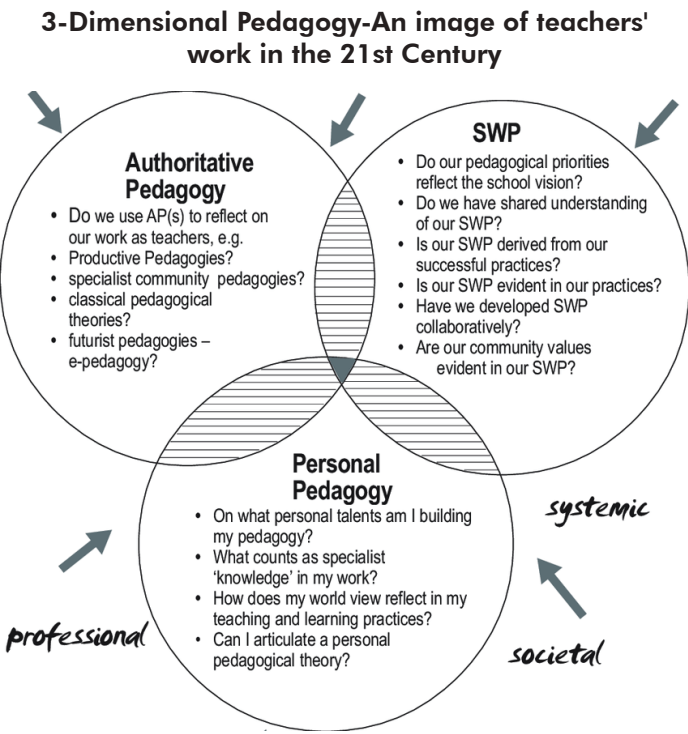 3-Dimensional Pedagogy-An image of teachers'
work in the 21st Century
Authoritative
Pedagogy
• Do we use AP(s) to reflect on
our work as teachers, e.g.
• Productive Pedagogies?
• specialist community pedagogies?
• classical pedagogical
theories?
• futurist pedagogies –
e-pedagogy?
SWP
• Do our pedagogical priorities
reflect the school vision?
• Do we have shared understanding
of our SWP?
• Is our SWP derived from our
successful practices?
• Is our SWP evident in our practices?
• Have we developed SWP
collaboratively?
• Are our community values
evident in our SWP?
Personal
Pedagogy
• On what personal talents am I building
my pedagogy?
• What counts as specialist
‘knowledge’ in my work?
• How does my world view reflect in my
teaching and learning practices?
• Can I articulate a personal
pedagogical theory?
systemic
professional
societal